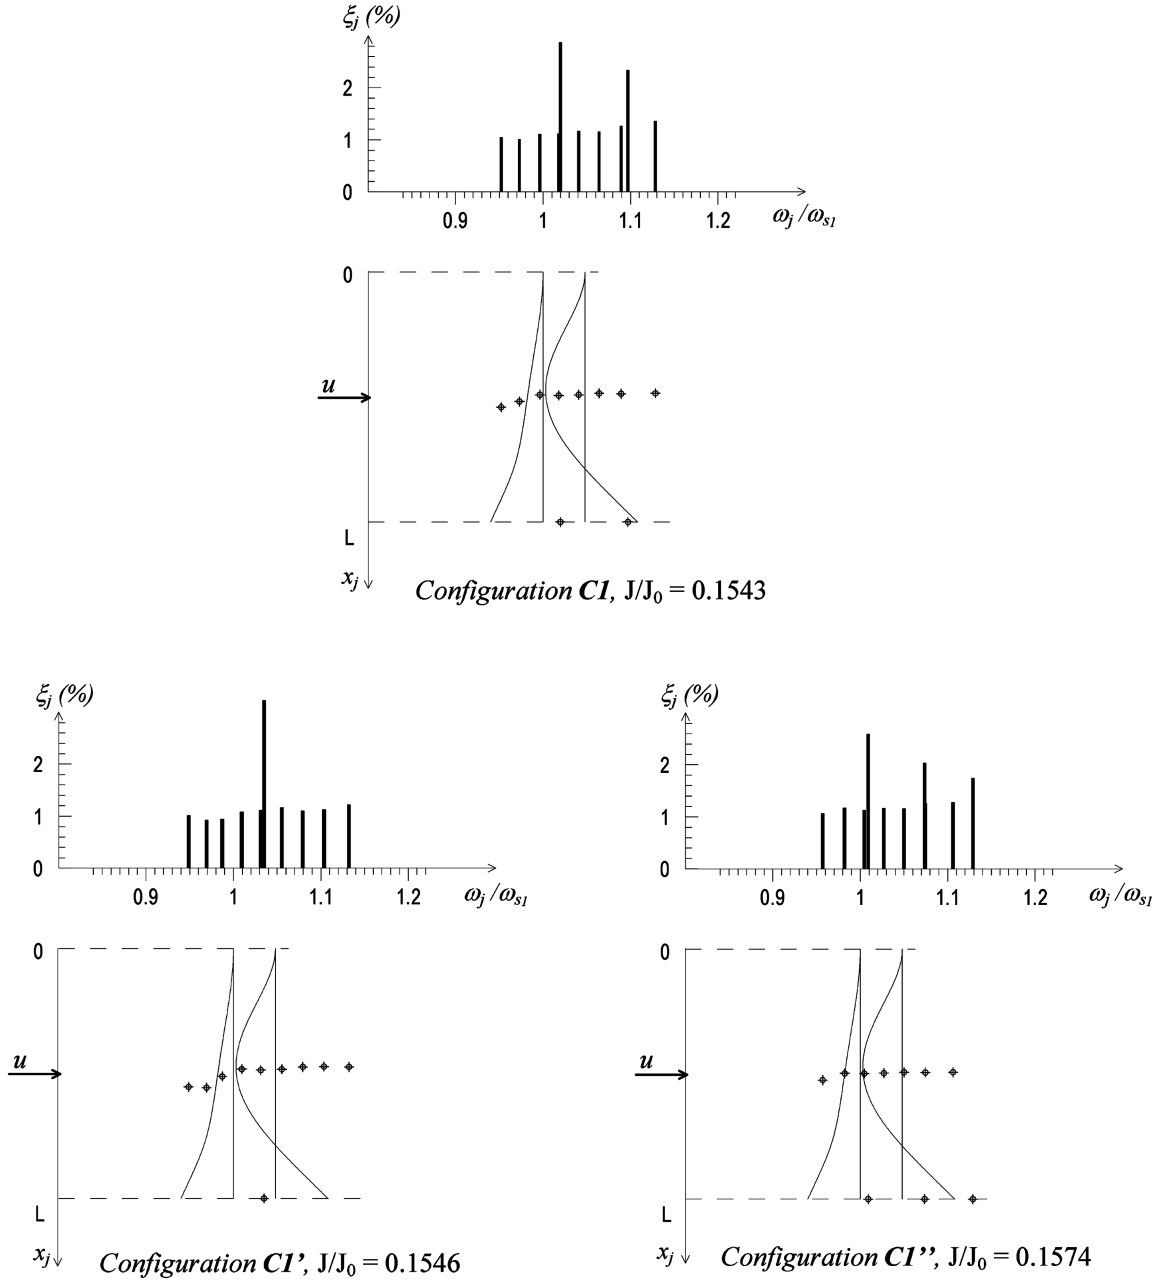 ξj (%)
2
1
0
0.9 1 1.1 1.2 ωj /ωs1
0
u
L
xj
Configuration C1, J/J0 = 0.1543
ξj (%) ξj (%)
2 2
1 1
0 0
0.9 1 1.1 1.2 ωj /ωs1 0.9 1 1.1 1.2 ωj /ωs1
0 0
u u
L L
xj xj
Configuration C1’, J/J0 = 0.1546 Configuration C1’’, J/J0 = 0.1574